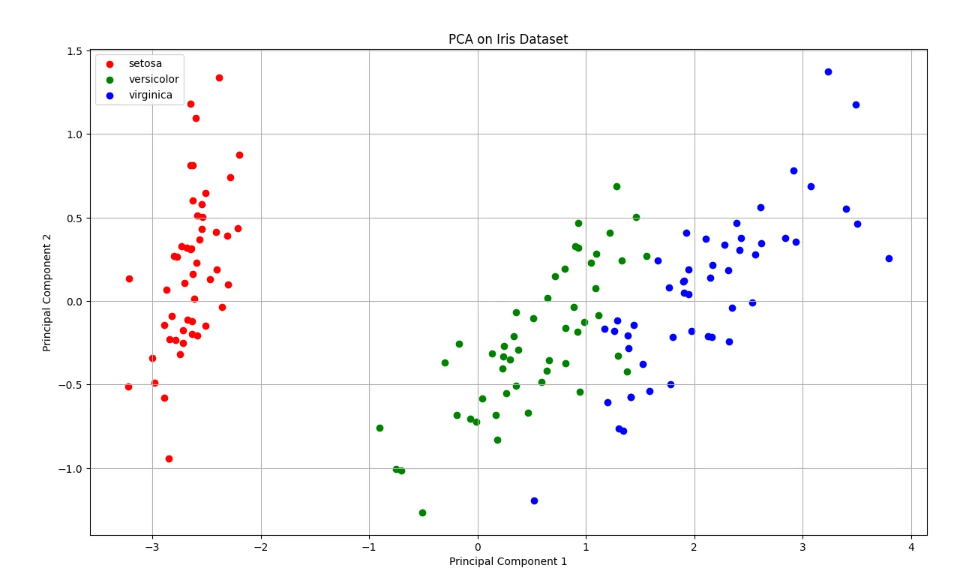 PCA on Iris Dataset
setosa
versicolor
virginica
1.5
1.0
0.5
0.0
−0.5
−1.0
Principal Component 2
−3
−2
−1
0
1
2
3
4
Principal Component 1